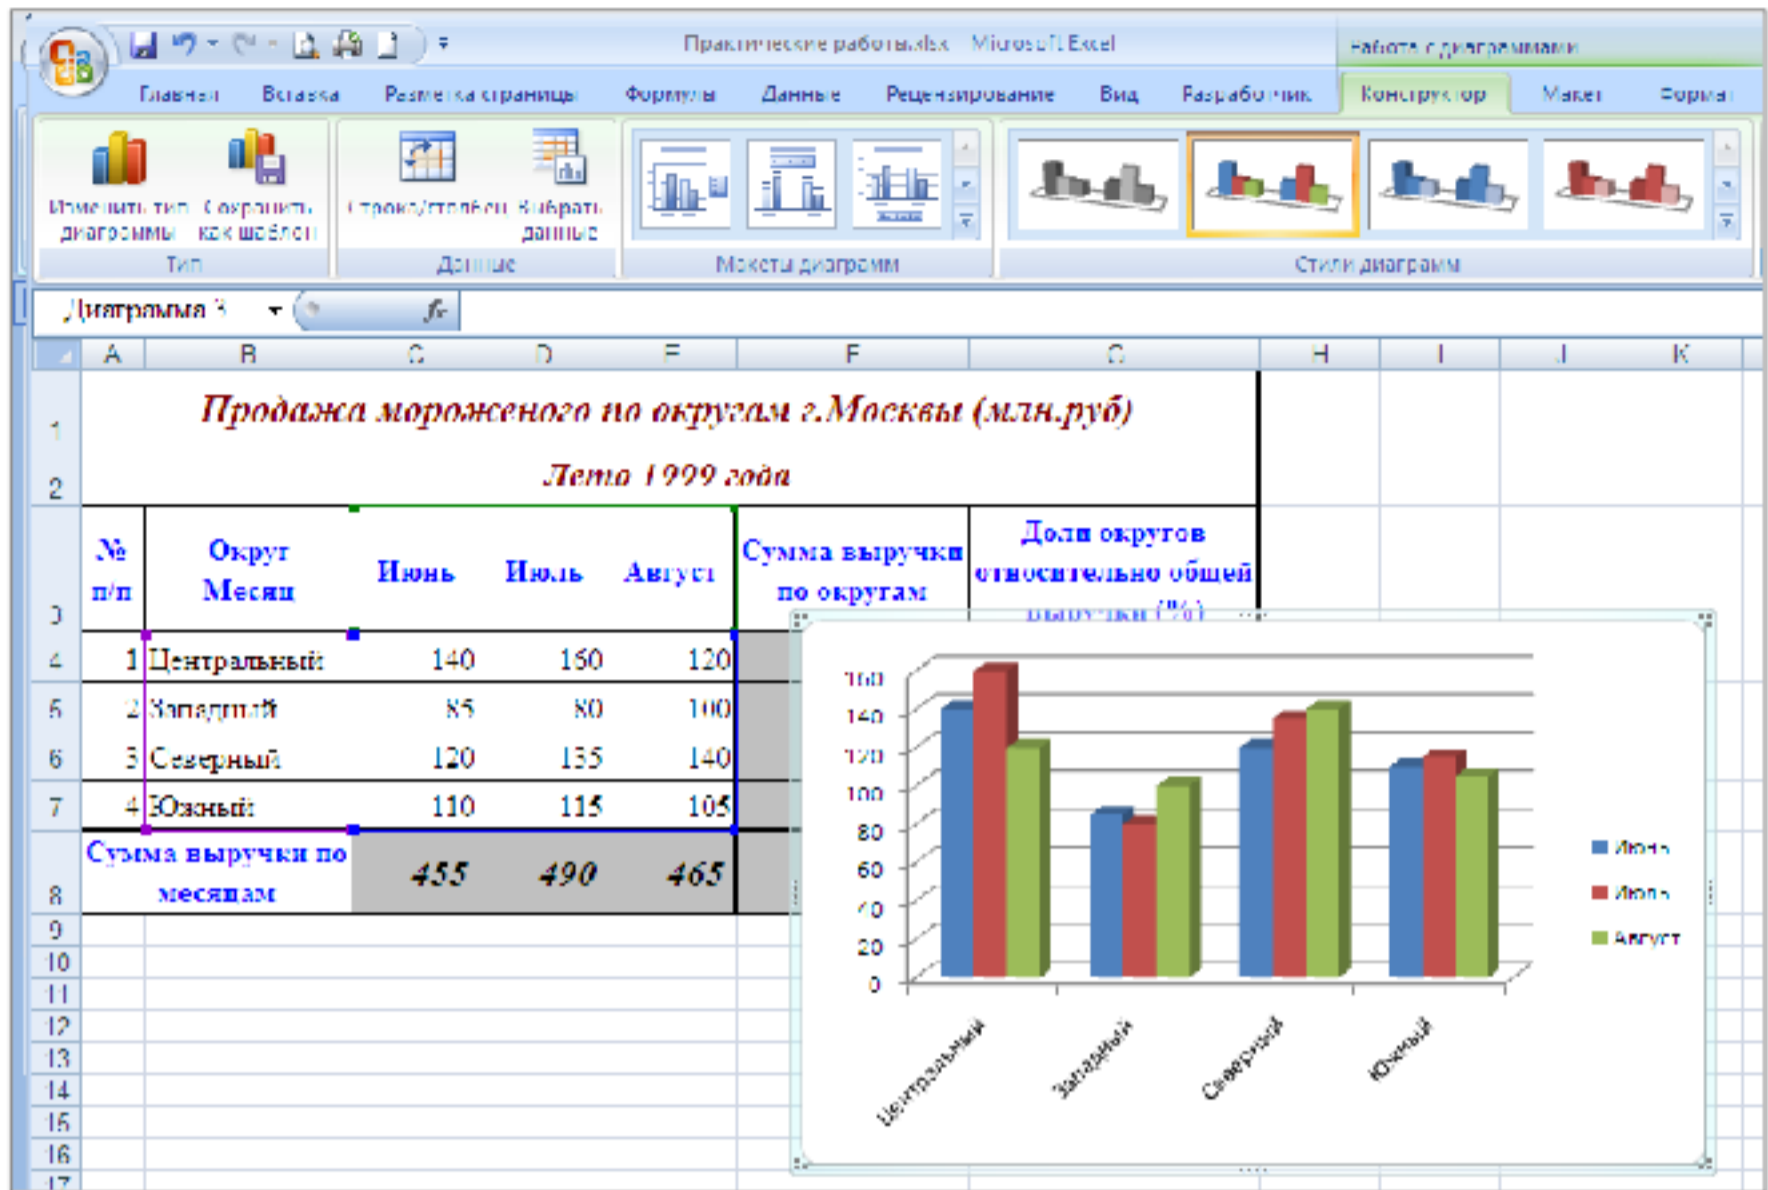 Практические работы.xlsx - Microsoft Excel
Работа с диаграммами
Главная Вставка Разметка страницы Формулы Данные Рецензирование Вид Разработчик Конструктор Макет Формат
Изменить тип диаграммы
Сохранить как шаблон
Строка/столбец
Выбрать данные
Тип
Данные
Макеты диаграмм
Стили диаграмм
Диаграмма 3
fx
A B C D E F G H I J K
1 Продажа мороженого по округам г.Москвы (млн.руб)
2 Лето 1999 года
3
№ п/п
Округ Месяц
Июнь
Июль
Август
Сумма выручки по округам
Доли округов относительно общей выручки (%)
4 1 Центральный 140 160 120
5 2 Западный 85 80 100
6 3 Северный 120 135 140
7 4 Южный 110 115 105
8 Сумма выручки по месяцам 455 490 465
9
10
11
12
13
14
15
16
17
160
140
120
100
80
60
40
20
0
Центральный
Западный
Северный
Южный
Июнь
Июль
Август